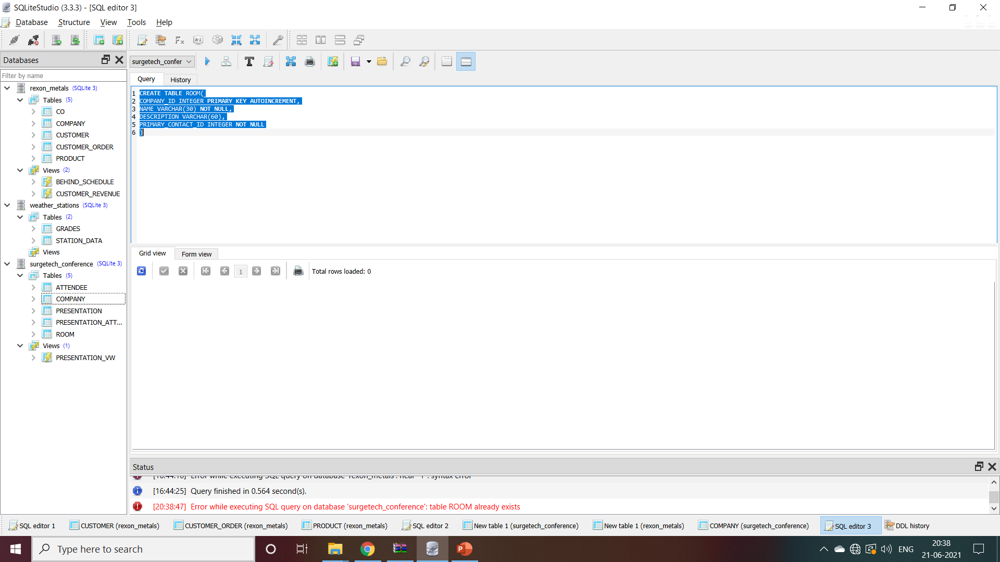 SQLiteStudio (3.3.3) - [SQL editor 3]
Database Structure View Tools Help
Databases
Filter by name
rexon_metals (SQLite 3)
Tables (5)
CO
COMPANY
CUSTOMER
CUSTOMER_ORDER
PRODUCT
Views (2)
BEHIND_SCHEDULE
CUSTOMER_REVENUE
weather_stations (SQLite 3)
Tables (2)
GRADES
STATION_DATA
Views
surgetech_conference (SQLite 3)
Tables (5)
ATTENDEE
COMPANY
PRESENTATION
PRESENTATION_ATT...
ROOM
Views (1)
PRESENTATION_VW
surgetech_confer
Query History
1 CREATE TABLE ROOM(
2 COMPANY_ID INTEGER PRIMARY KEY AUTOINCREMENT,
3 NAME VARCHAR(30) NOT NULL,
4 DESCRIPTION VARCHAR(60),
5 PRIMARY_CONTACT_ID INTEGER NOT NULL
6 )
Grid view Form view
1 Total rows loaded: 0
Status
Error while executing SQL query on database 'rexon_metals': near syntax error
[16:44:25] Query finished in 0.564 second(s).
[20:38:47] Error while executing SQL query on database 'surgetech_conference': table ROOM already exists
SQL editor 1 CUSTOMER (rexon_metals) CUSTOMER_ORDER (rexon_metals) PRODUCT (rexon_metals) SQL editor 2 New table 1 (surgetech_conference) New table 1 (rexon_metals) COMPANY (surgetech_conference) SQL editor 3 DDL history
Type here to search
ENG
20:38
21-06-2021